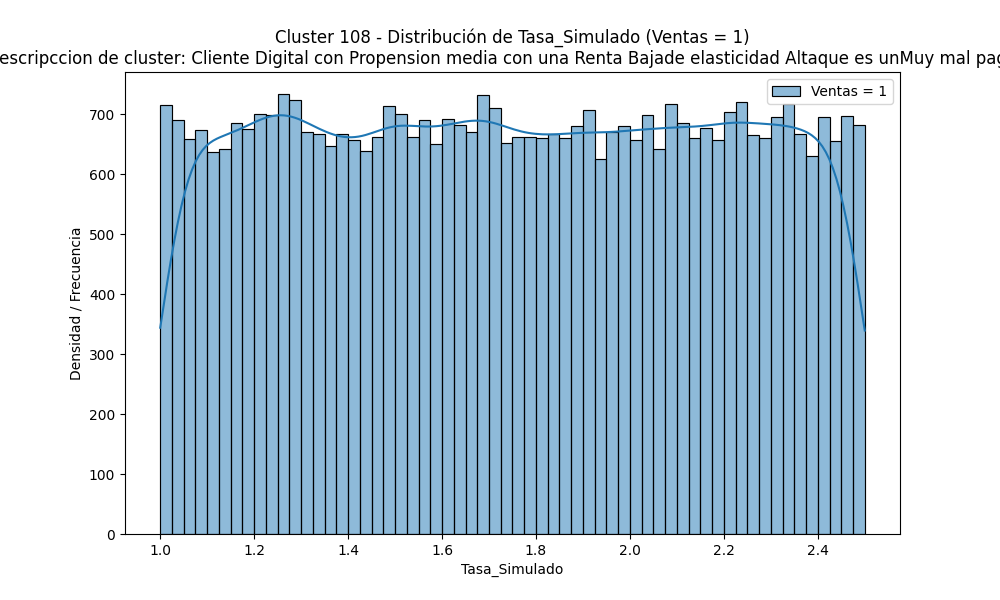 Cluster 108 - Distribución de Tasa_Simulado (Ventas = 1)
escripccion de cluster: Cliente Digital con Propension media con una Renta Bajade elasticidad Altaque es unMuy mal pag
Ventas = 1
Densidad / Frecuencia
700
600
500
400
300
200
100
0
1.0 1.2 1.4 1.6 1.8 2.0 2.2 2.4
Tasa_Simulado